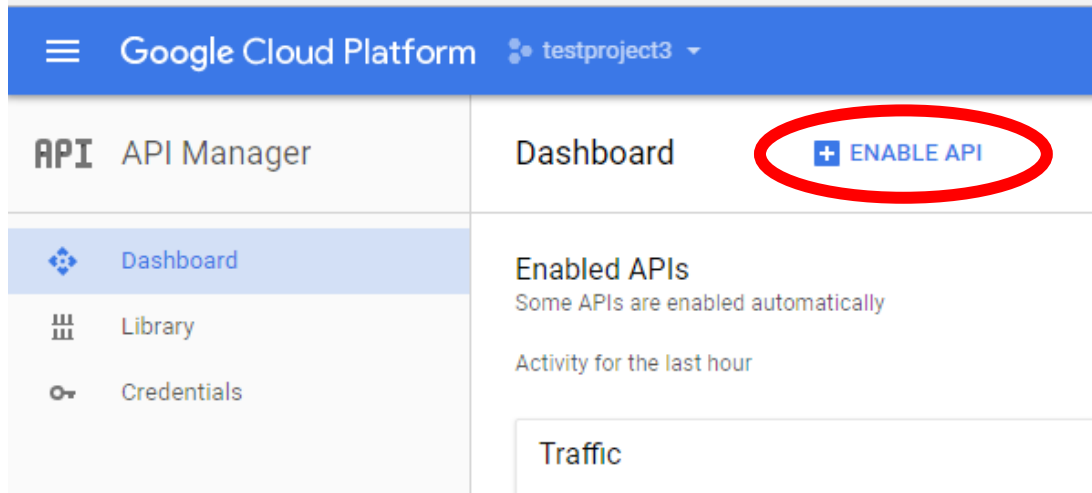 Google Cloud Platform testproject3
API API Manager
Dashboard ENABLE API
Dashboard
Library
Credentials
Enabled APIs
Some APIs are enabled automatically
Activity for the last hour
Traffic